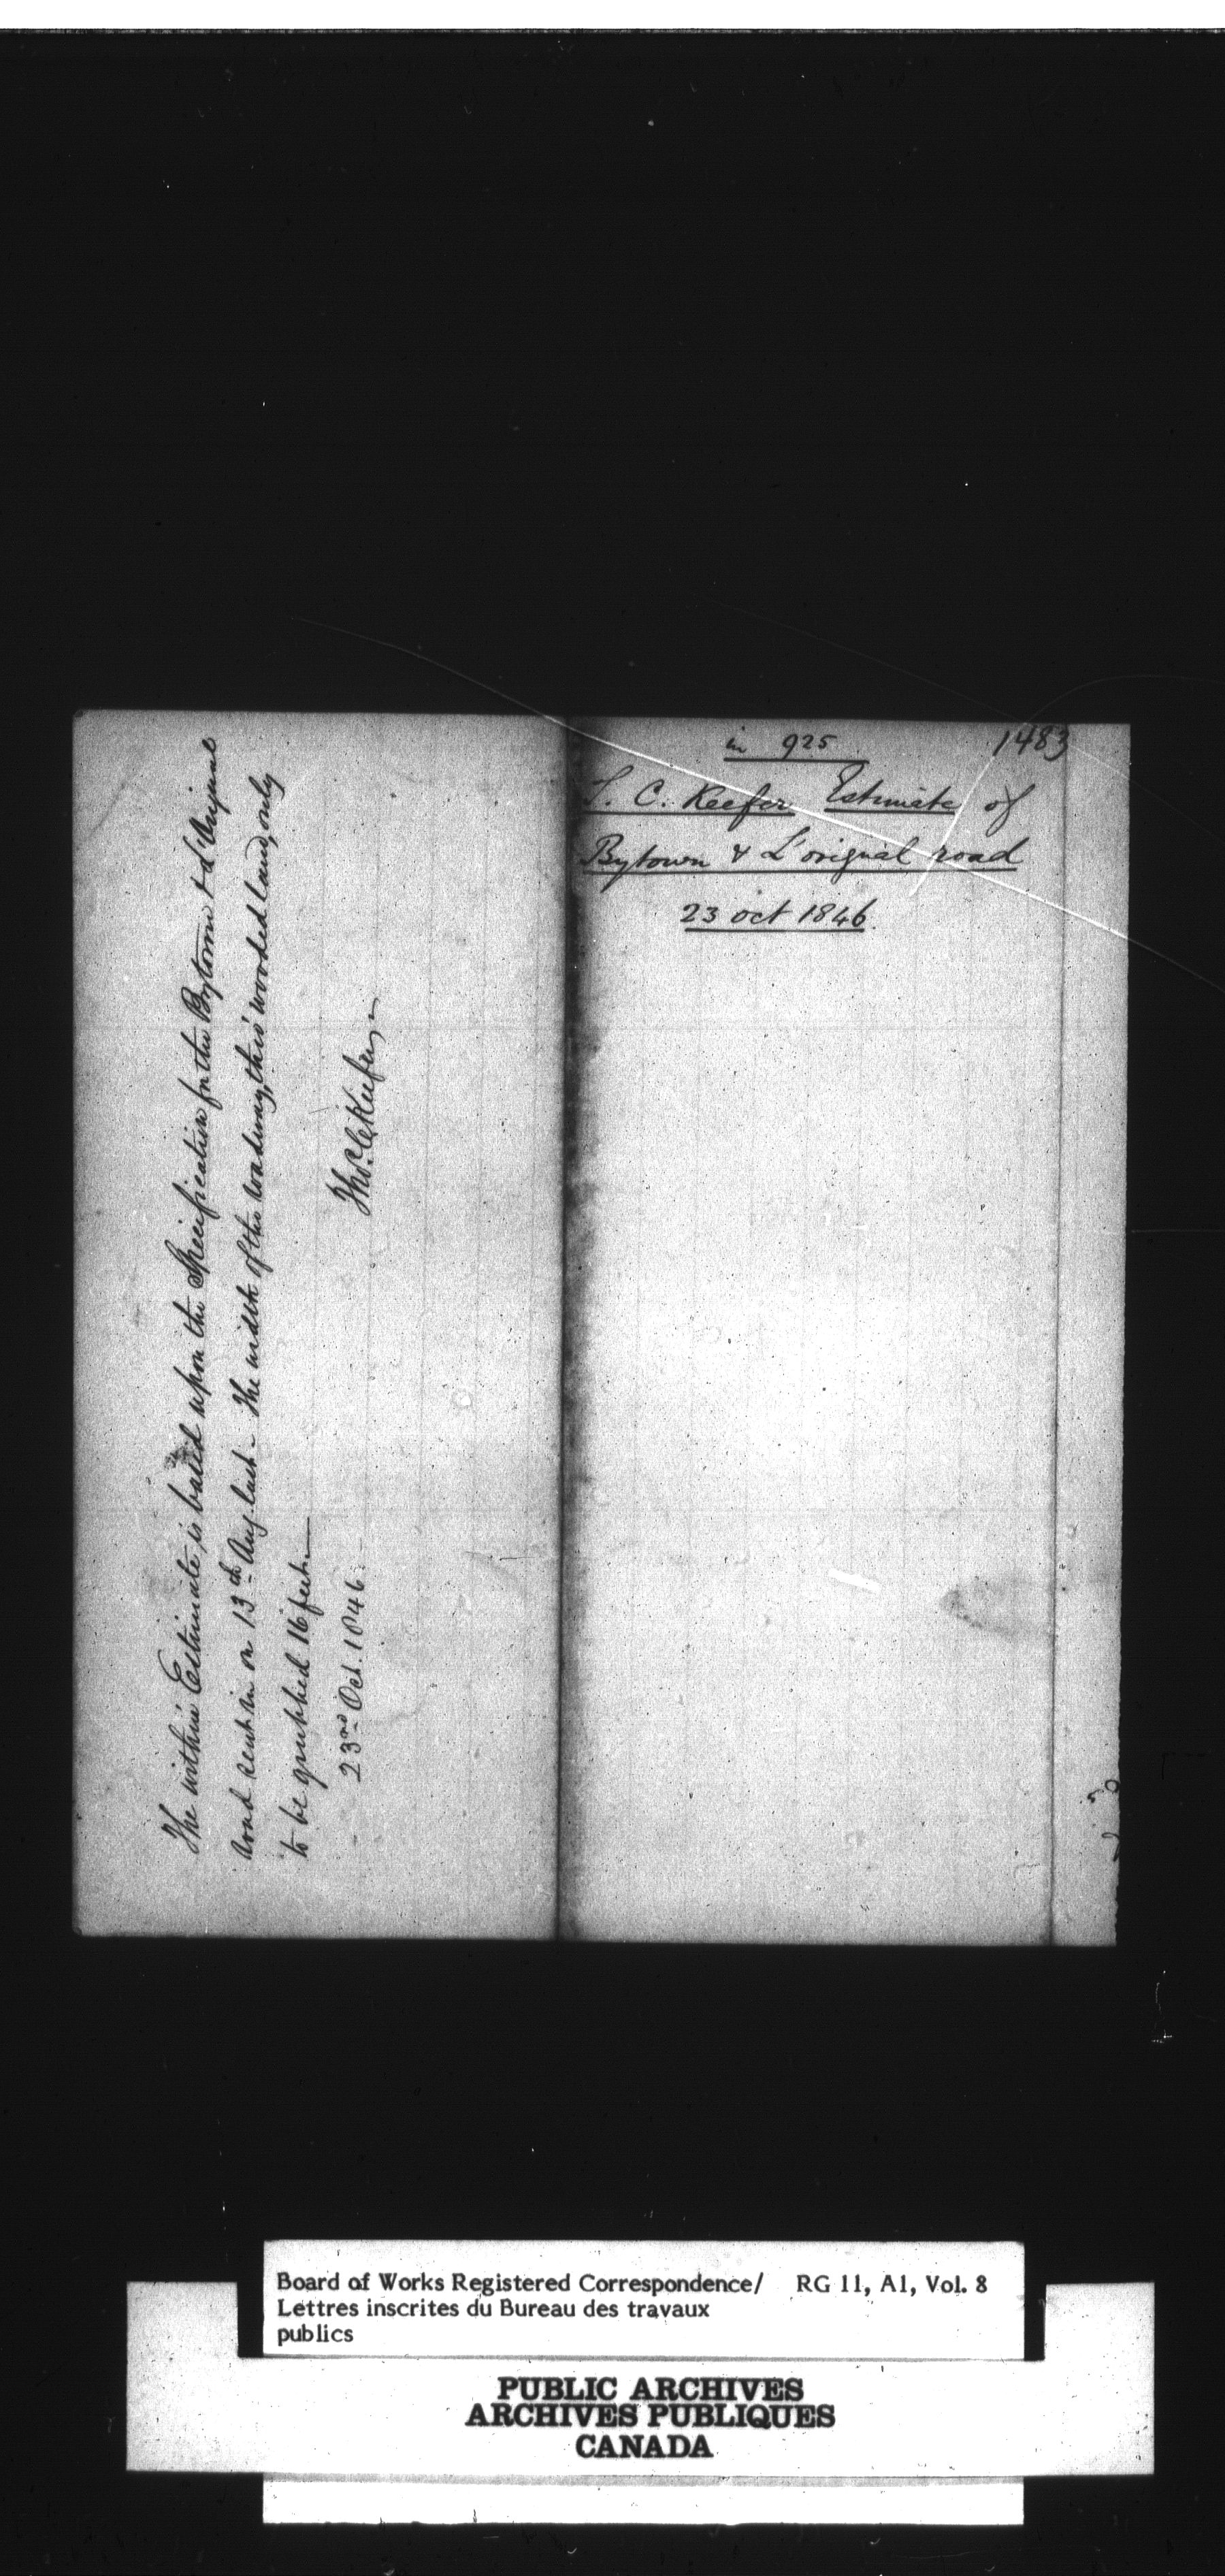 The within Estimate is based upon the Specification for the Bytown & L'Orignal
road sent in on 13th Aug. last. The width of the roadway, thro' wooded land, only
to be grubbed 16 feet.
23rd Oct. 1846.
Thos. C. Keefer
in 925
1483
T. C. Keefer Estimate of
Bytown & L'orignal road
23 oct 1846.
Board of Works Registered Correspondence/ RG 11, A1, Vol. 8
Lettres inscrites du Bureau des travaux
publics
PUBLIC ARCHIVES
ARCHIVES PUBLIQUES
CANADA